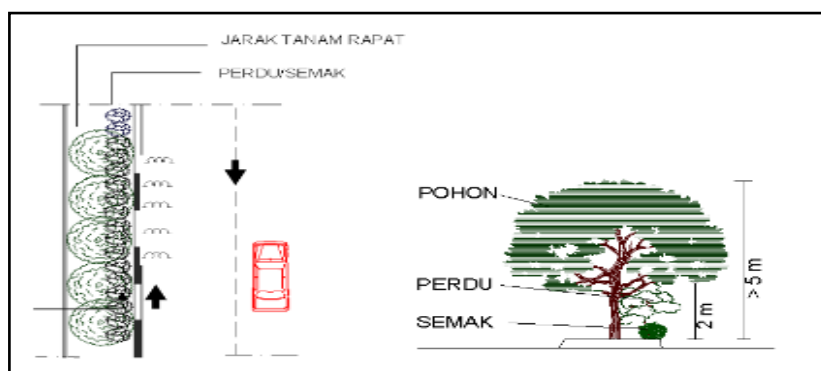 JARAK TANAM RAPAT
PERDU/SEMAK
POHON
PERDU
SEMAK
2 m
> 5 m